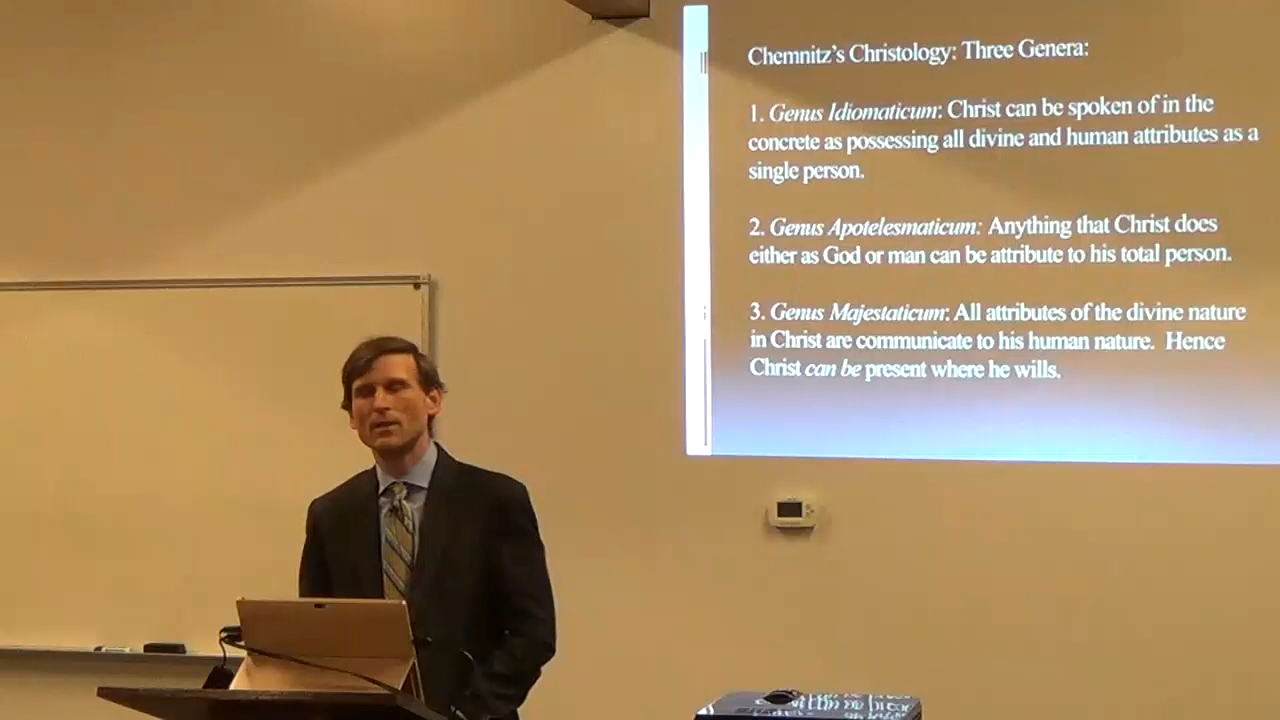 Chemnitz's Christology: Three Genera:
1. Genus Idiomaticum: Christ can be spoken of in the
concrete as possessing all divine and human attributes as a
single person.
2. Genus Apotelesmaticum: Anything that Christ does
either as God or man can be attribute to his total person.
3. Genus Majestaticum: All attributes of the divine nature
in Christ are communicate to his human nature. Hence
Christ can be present where he wills.